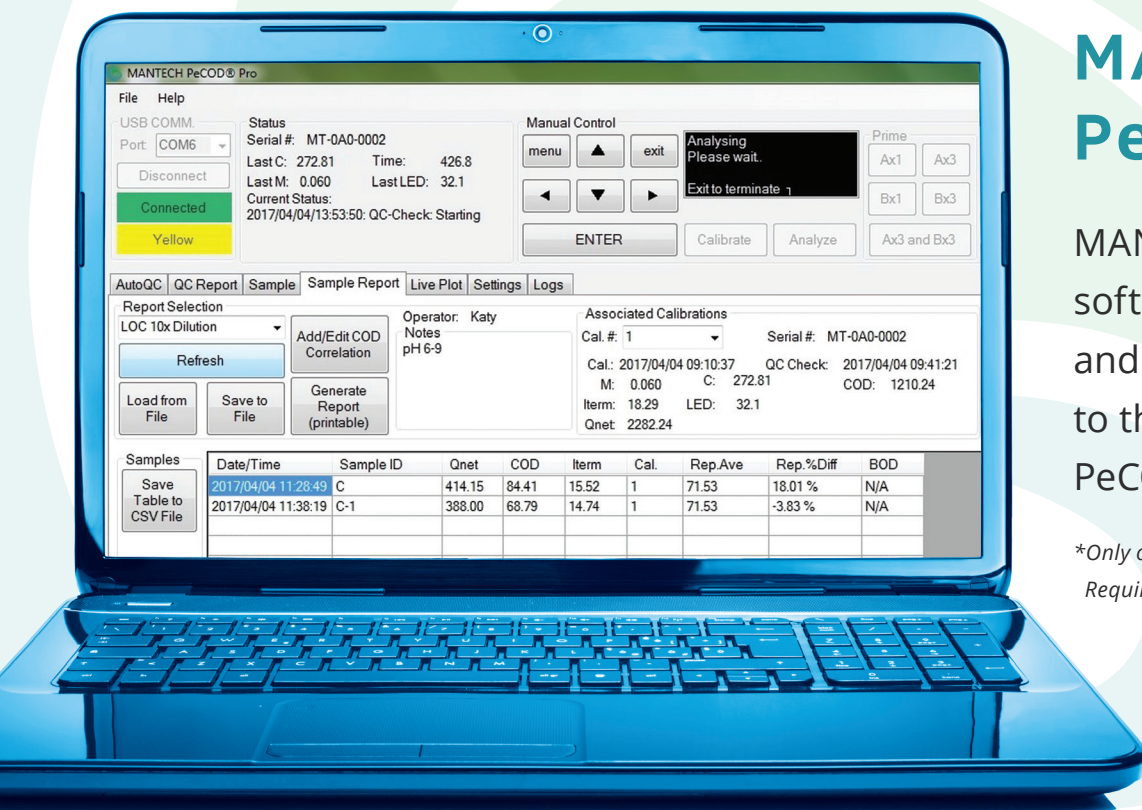 MANTECH PeCOD® Pro
File Help
USB COMM.
Port: COM6
Disconnect
Connected
Yellow
Status
Serial #: MT-0A0-0002
Last C: 272.81 Time: 426.8
Last M: 0.060 Last LED: 32.1
Current Status:
2017/04/04/13:53:50: QC-Check: Starting
Manual Control
menu ▲ exit
◄ ▼ ►
ENTER
Analysing
Please wait..
Exit to terminate
Calibrate Analyze
Prime
Ax1 Ax3
Bx1 Bx3
Ax3 and Bx3
AutoQC QC Report Sample Sample Report Live Plot Settings Logs
Report Selection
LOC 10x Dilution
Refresh
Load from
File
Save to
File
Add/Edit COD
Correlation
Generate
Report
(printable)
Operator: Katy
Notes
pH 6-9
Associated Calibrations
Cal. #: 1 Serial #: MT-0A0-0002
Cal.: 2017/04/04 09:10:37 QC Check: 2017/04/04 09:41:21
M: 0.060 C: 272.81 COD: 1210.24
Iterm: 18.29 LED: 32.1
Qnet: 2282.24
Samples
Save
Table to
CSV File
Date/Time Sample ID Qnet COD Iterm Cal. Rep.Ave Rep.%Diff BOD
2017/04/04 11:28:49 C 414.15 84.41 15.52 1 71.53 18.01 % N/A
2017/04/04 11:38:19 C-1 388.00 68.79 14.74 1 71.53 -3.83 % N/A
MA
Pe
MAN
soft
and
to th
PeC
*Only
Requi